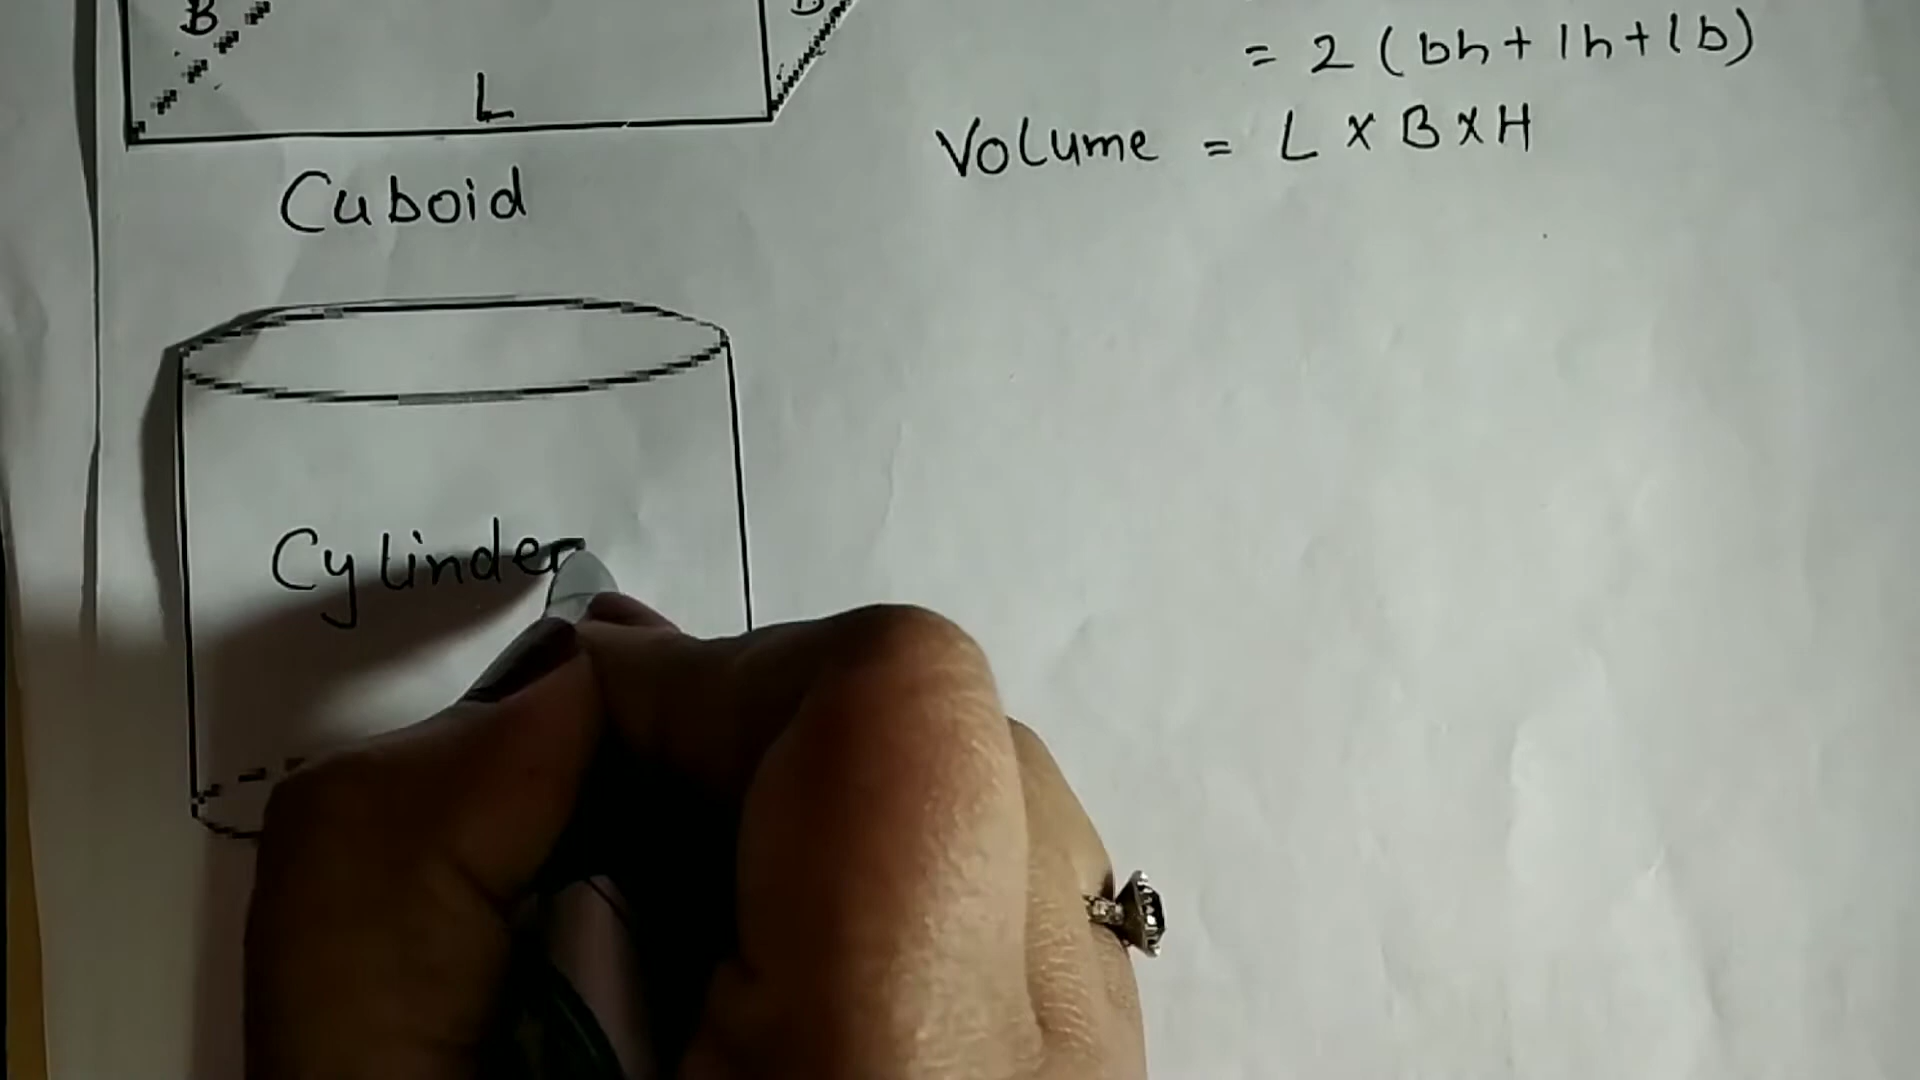 B
L
= 2 (bh + lh + lb)
Volume = L x B x H
Cuboid
Cylinder